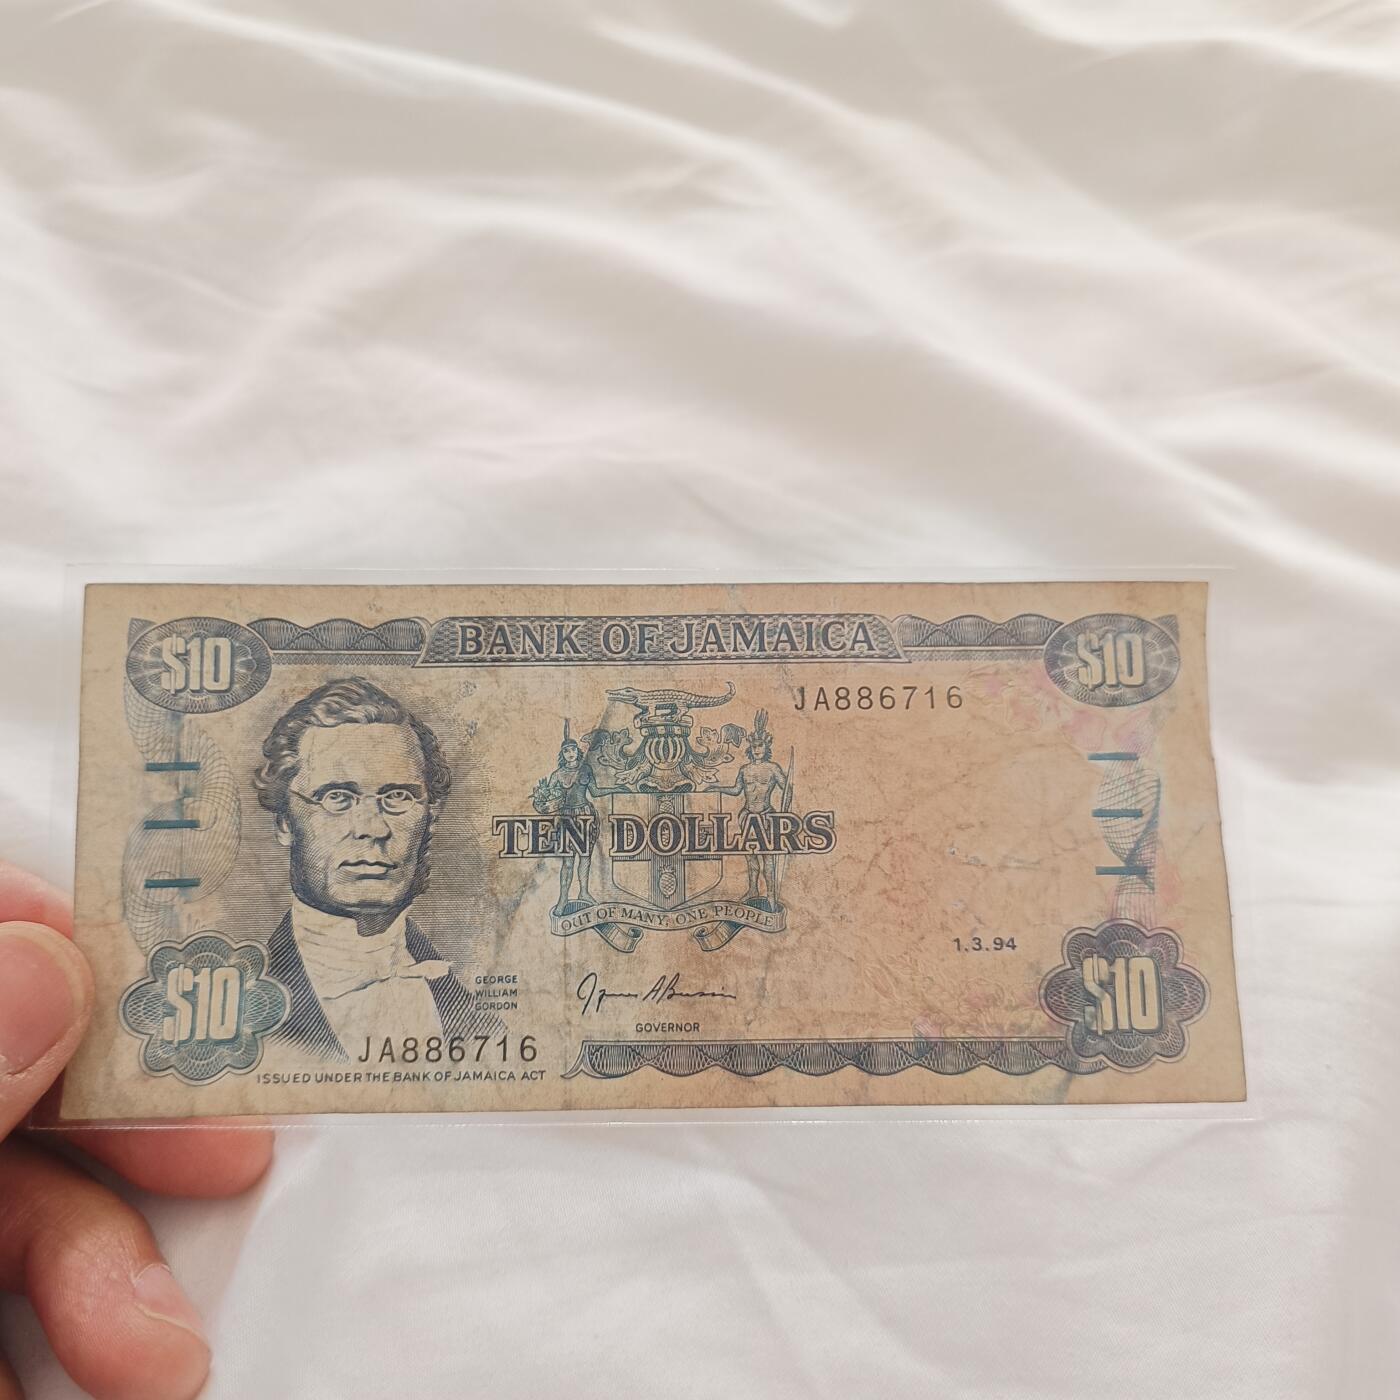 $10
BANK OF JAMAICA
$10
JA886716
TEN DOLLARS
OUT OF MANY, ONE PEOPLE
1.3.94
GEORGE
WILLIAM
GORDON
$10
$10
GOVERNOR
JA886716
ISSUED UNDER THE BANK OF JAMAICA ACT